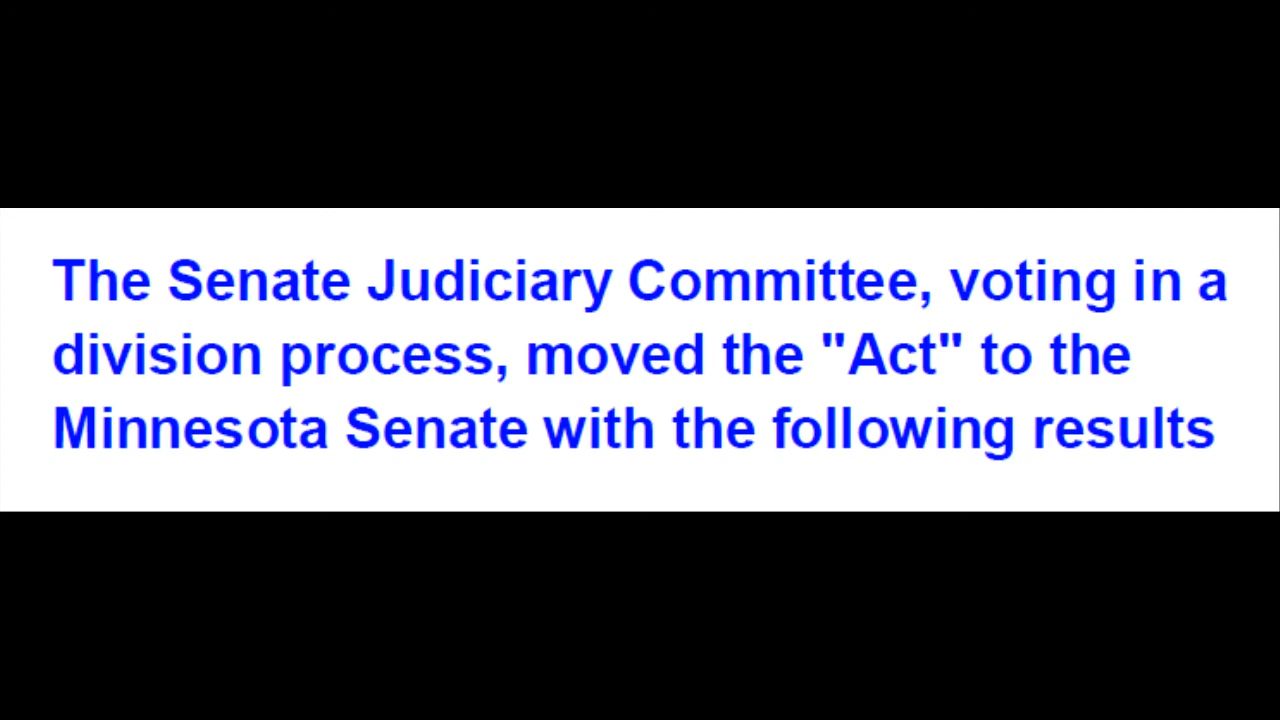 The Senate Judiciary Committee, voting in a
division process, moved the "Act" to the
Minnesota Senate with the following results